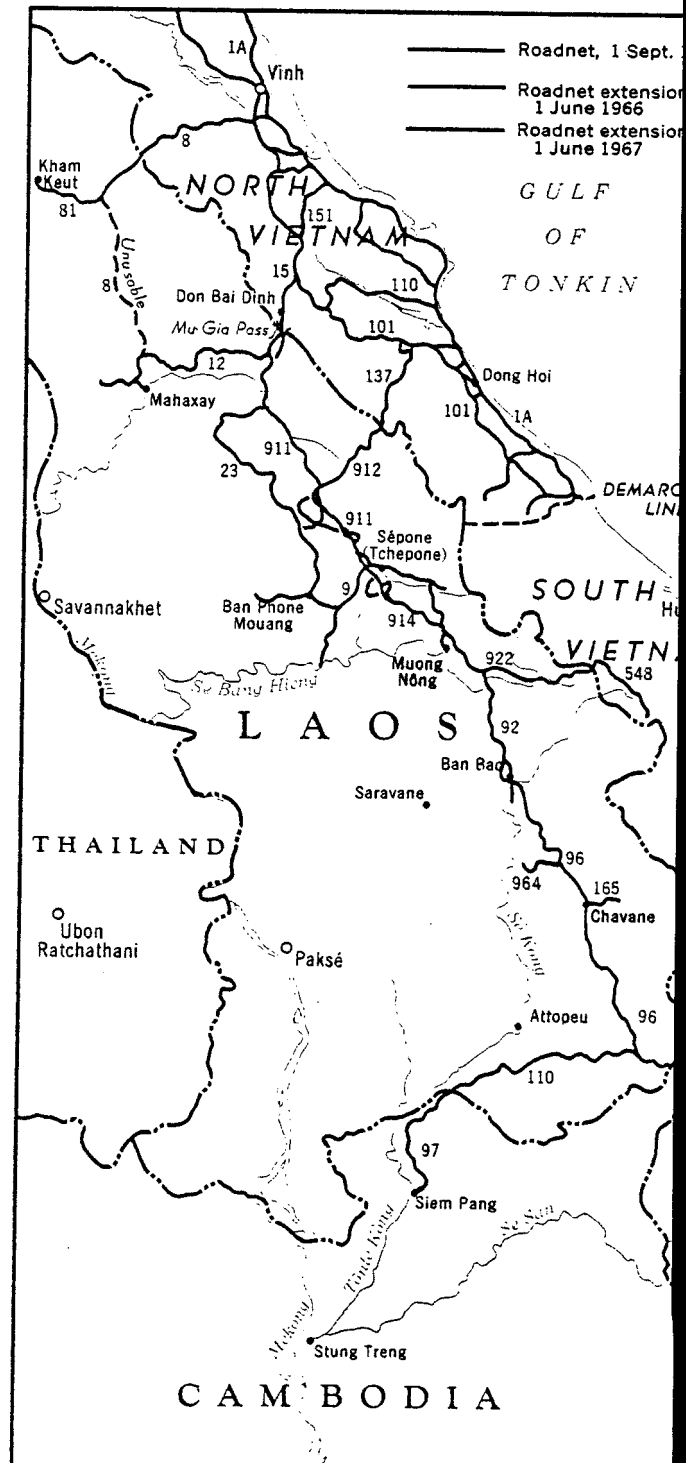 1A
Roadnet, 1 Sept.
Vinh
Roadnet extension
1 June 1966
8
Roadnet extension
1 June 1967
Kham
Keut
NORTH
GULF
81
151
VIETNAM
OF
Unusable
15
TONKIN
8
110
Don Bai Dinh
Mu Gia Pass
101
12
137
Dong Hoi
Mahaxay
101
1A
911
23
912
DEMARC
LINE
911
Sépone
(Tchepone)
SOUTH
Savannakhet
9
Hu
Ban Phone
Mouang
914
Mekong
Muong
Nông
922
VIETNA
548
Se Bang Hieng
LAOS
92
Ban Bac
Saravane
THAILAND
96
964
165
Chavane
Ubon
Ratchathani
Se Kong
Paksé
Attopeu
96
110
97
Siem Pang
Se San
Tonle Kong
Mekong
Stung Treng
CAMBODIA